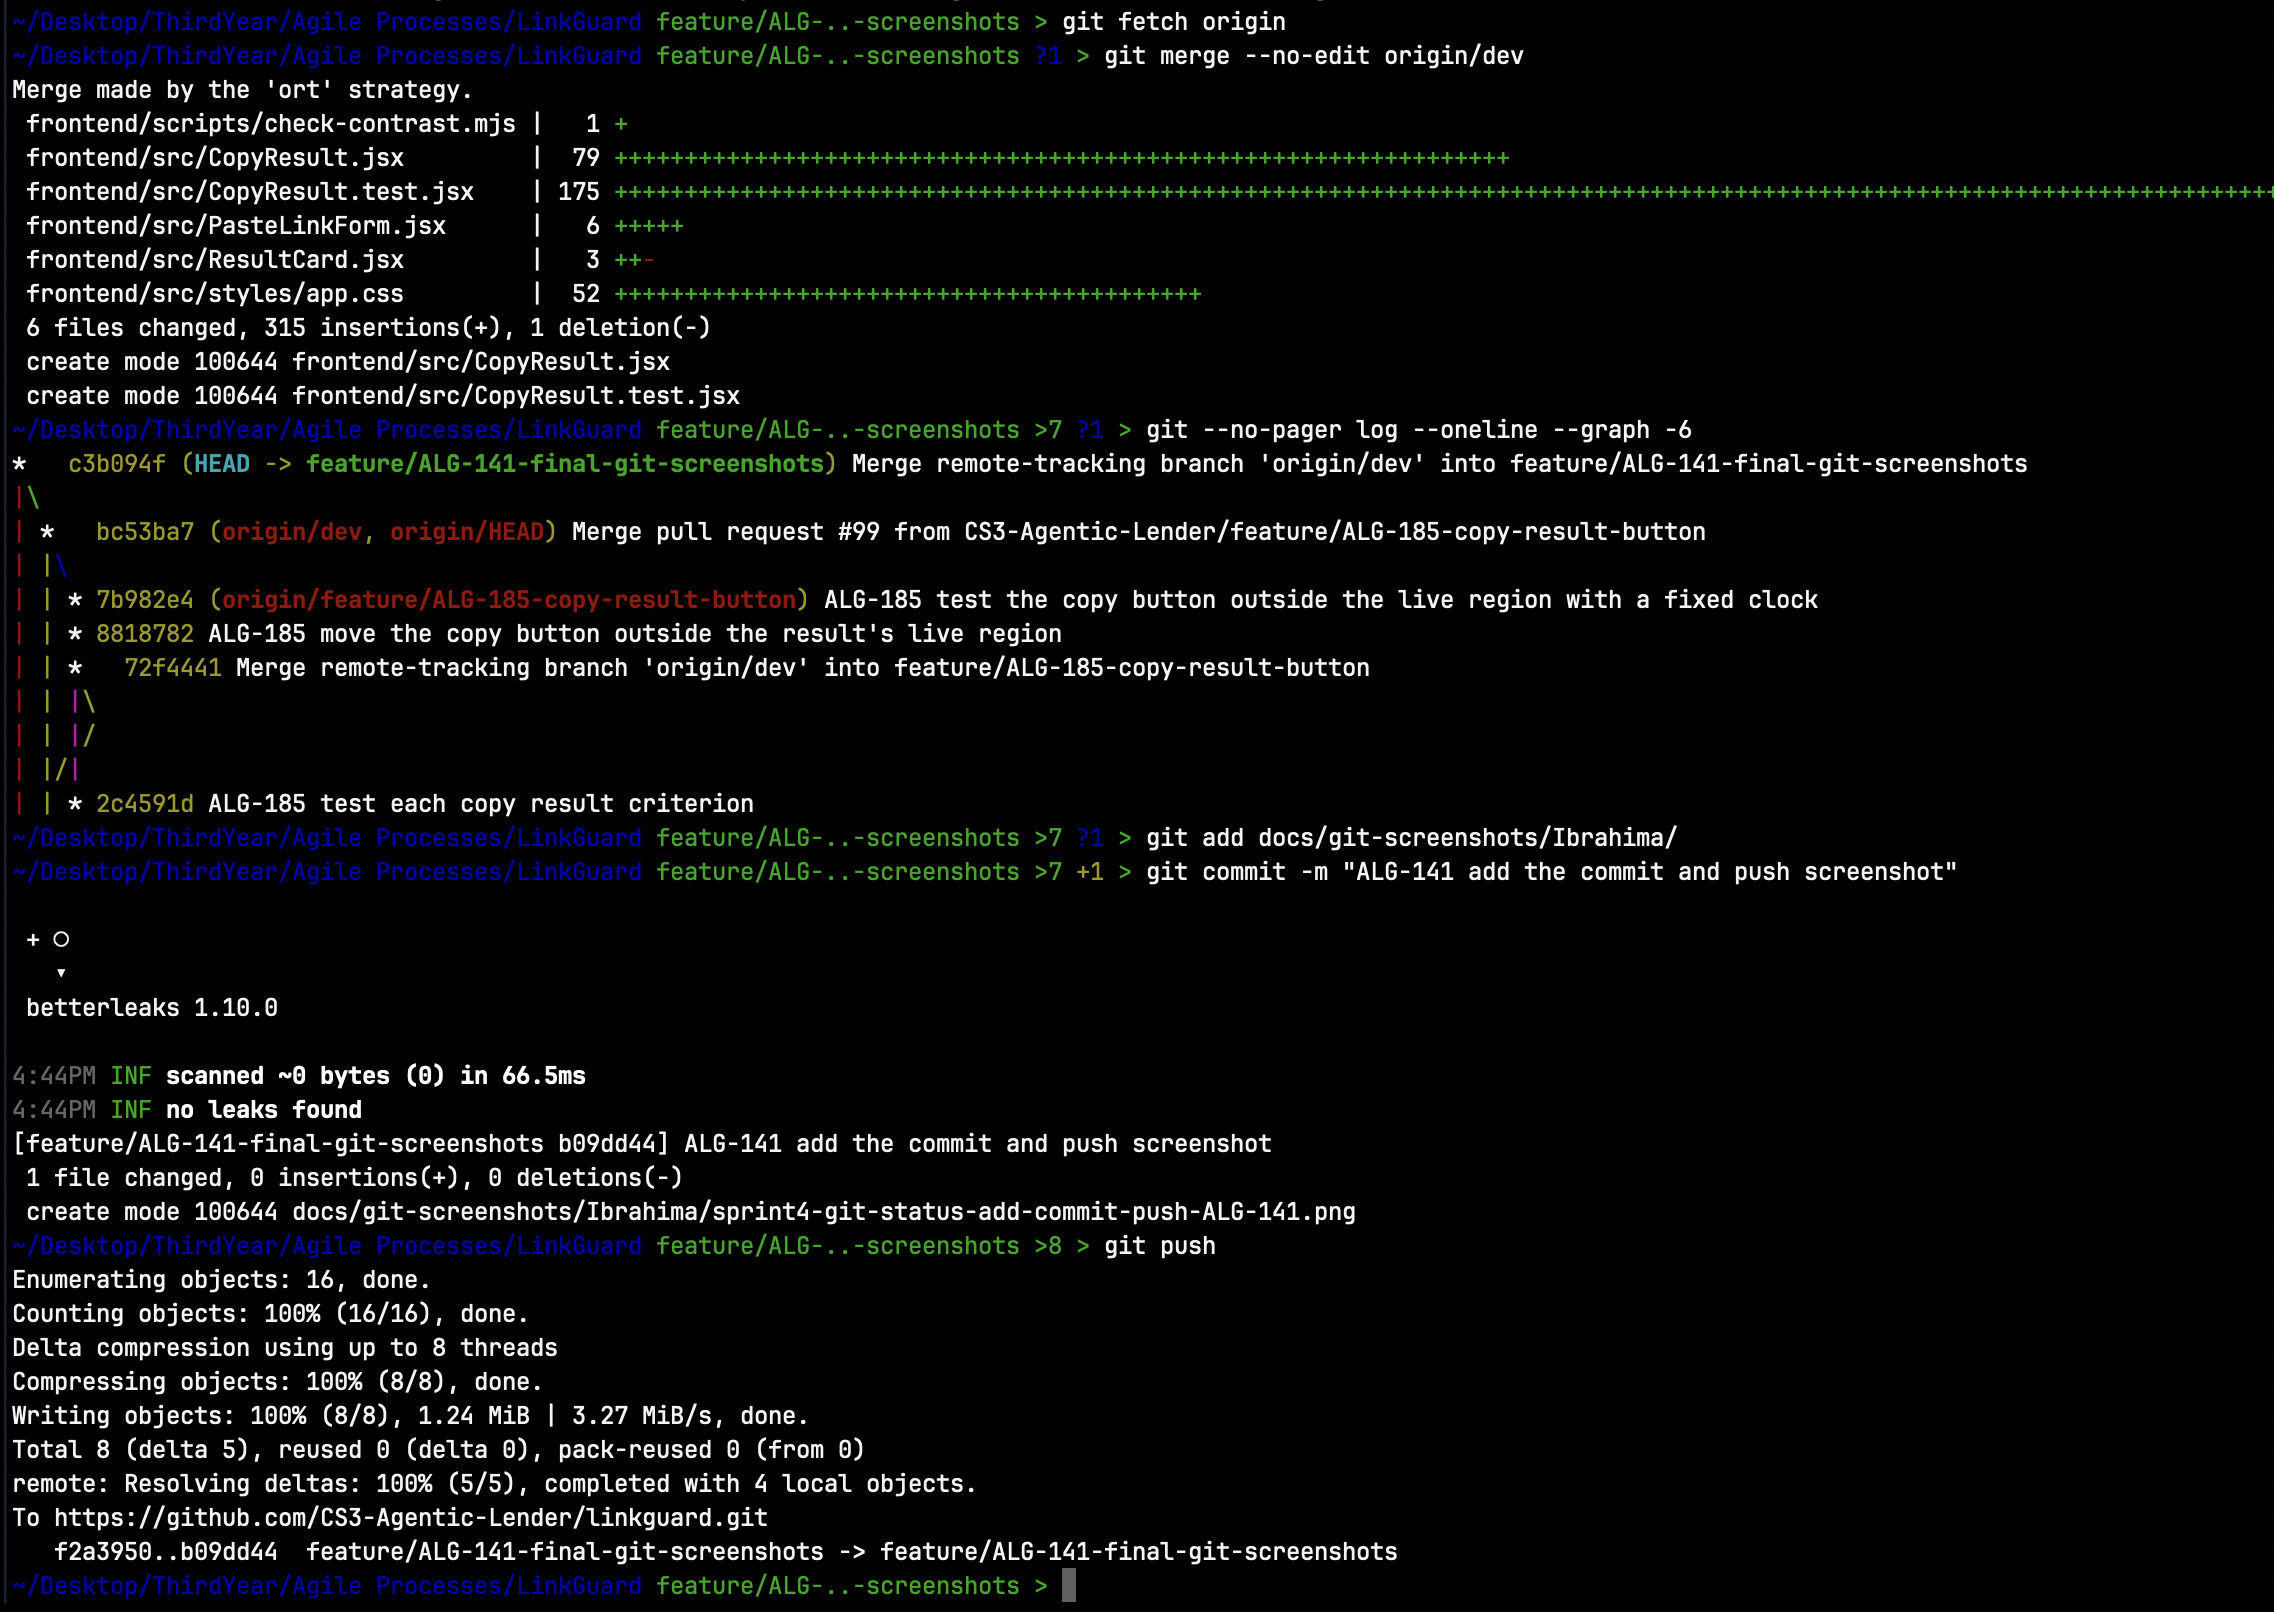 ~/Desktop/ThirdYear/Agile Processes/LinkGuard feature/ALG-..-screenshots > git fetch origin
~/Desktop/ThirdYear/Agile Processes/LinkGuard feature/ALG-..-screenshots ?1 > git merge --no-edit origin/dev
Merge made by the 'ort' strategy.
 frontend/scripts/check-contrast.mjs |   1 +
 frontend/src/CopyResult.jsx         |  79 ++++++++++++++++++++++++++++++++++++++++++++++++++++++++++++++++
 frontend/src/CopyResult.test.jsx    | 175 +++++++++++++++++++++++++++++++++++++++++++++++++++++++++++++++++++++++++++++++++++++++++++++++++++++++++++++++++++++++
 frontend/src/PasteLinkForm.jsx      |   6 +++++
 frontend/src/ResultCard.jsx         |   3 ++-
 frontend/src/styles/app.css         |  52 ++++++++++++++++++++++++++++++++++++++++++
 6 files changed, 315 insertions(+), 1 deletion(-)
 create mode 100644 frontend/src/CopyResult.jsx
 create mode 100644 frontend/src/CopyResult.test.jsx
~/Desktop/ThirdYear/Agile Processes/LinkGuard feature/ALG-..-screenshots >7 ?1 > git --no-pager log --oneline --graph -6
*   c3b094f (HEAD -> feature/ALG-141-final-git-screenshots) Merge remote-tracking branch 'origin/dev' into feature/ALG-141-final-git-screenshots
|\
| *   bc53ba7 (origin/dev, origin/HEAD) Merge pull request #99 from CS3-Agentic-Lender/feature/ALG-185-copy-result-button
| |\
| | * 7b982e4 (origin/feature/ALG-185-copy-result-button) ALG-185 test the copy button outside the live region with a fixed clock
| | * 8818782 ALG-185 move the copy button outside the result's live region
| | *   72f4441 Merge remote-tracking branch 'origin/dev' into feature/ALG-185-copy-result-button
| | |\
| | |/
| |/|
| | * 2c4591d ALG-185 test each copy result criterion
~/Desktop/ThirdYear/Agile Processes/LinkGuard feature/ALG-..-screenshots >7 ?1 > git add docs/git-screenshots/Ibrahima/
~/Desktop/ThirdYear/Agile Processes/LinkGuard feature/ALG-..-screenshots >7 +1 > git commit -m "ALG-141 add the commit and push screenshot"
 + ○
   ▾
 betterleaks 1.10.0
4:44PM INF scanned ~0 bytes (0) in 66.5ms
4:44PM INF no leaks found
[feature/ALG-141-final-git-screenshots b09dd44] ALG-141 add the commit and push screenshot
 1 file changed, 0 insertions(+), 0 deletions(-)
 create mode 100644 docs/git-screenshots/Ibrahima/sprint4-git-status-add-commit-push-ALG-141.png
~/Desktop/ThirdYear/Agile Processes/LinkGuard feature/ALG-..-screenshots >8 > git push
Enumerating objects: 16, done.
Counting objects: 100% (16/16), done.
Delta compression using up to 8 threads
Compressing objects: 100% (8/8), done.
Writing objects: 100% (8/8), 1.24 MiB | 3.27 MiB/s, done.
Total 8 (delta 5), reused 0 (delta 0), pack-reused 0 (from 0)
remote: Resolving deltas: 100% (5/5), completed with 4 local objects.
To https://github.com/CS3-Agentic-Lender/linkguard.git
   f2a3950..b09dd44  feature/ALG-141-final-git-screenshots -> feature/ALG-141-final-git-screenshots
~/Desktop/ThirdYear/Agile Processes/LinkGuard feature/ALG-..-screenshots >